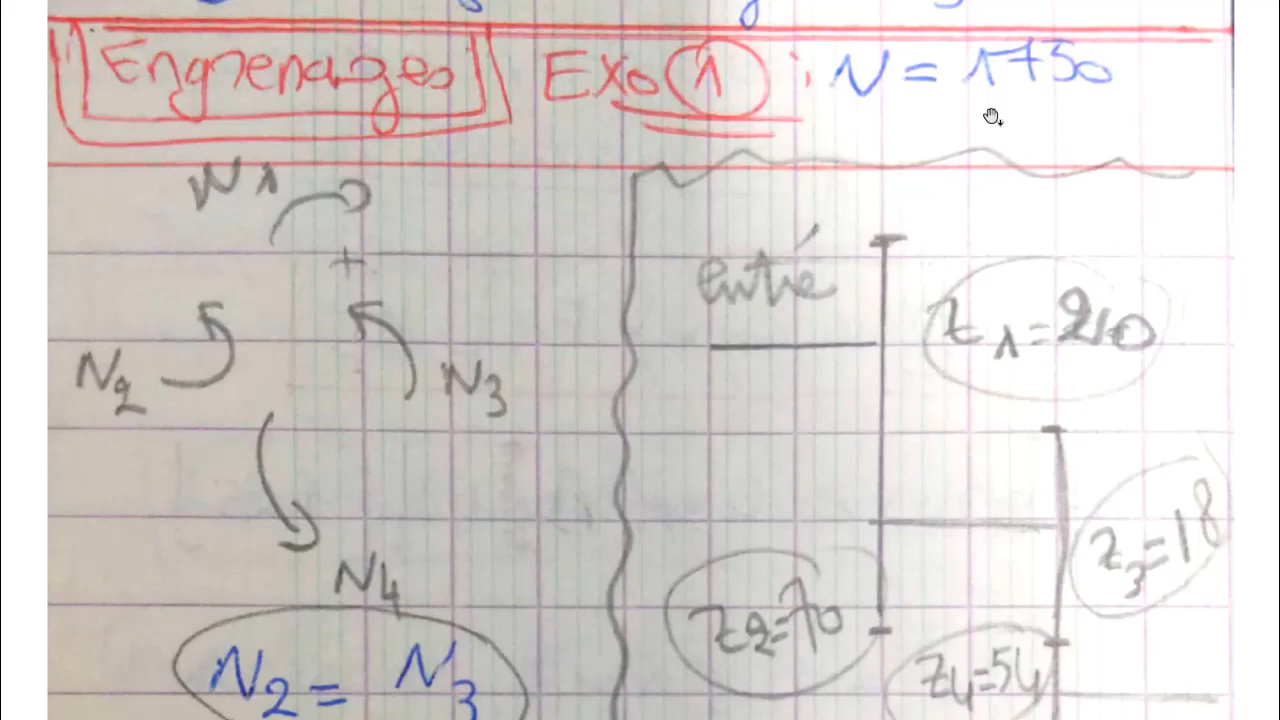 Engrenages Exo 1 : N = 1750
N1
entré
Z1=210
N2
N3
Z3=18
N4
Z2=70
Z4=54
N2 = N3